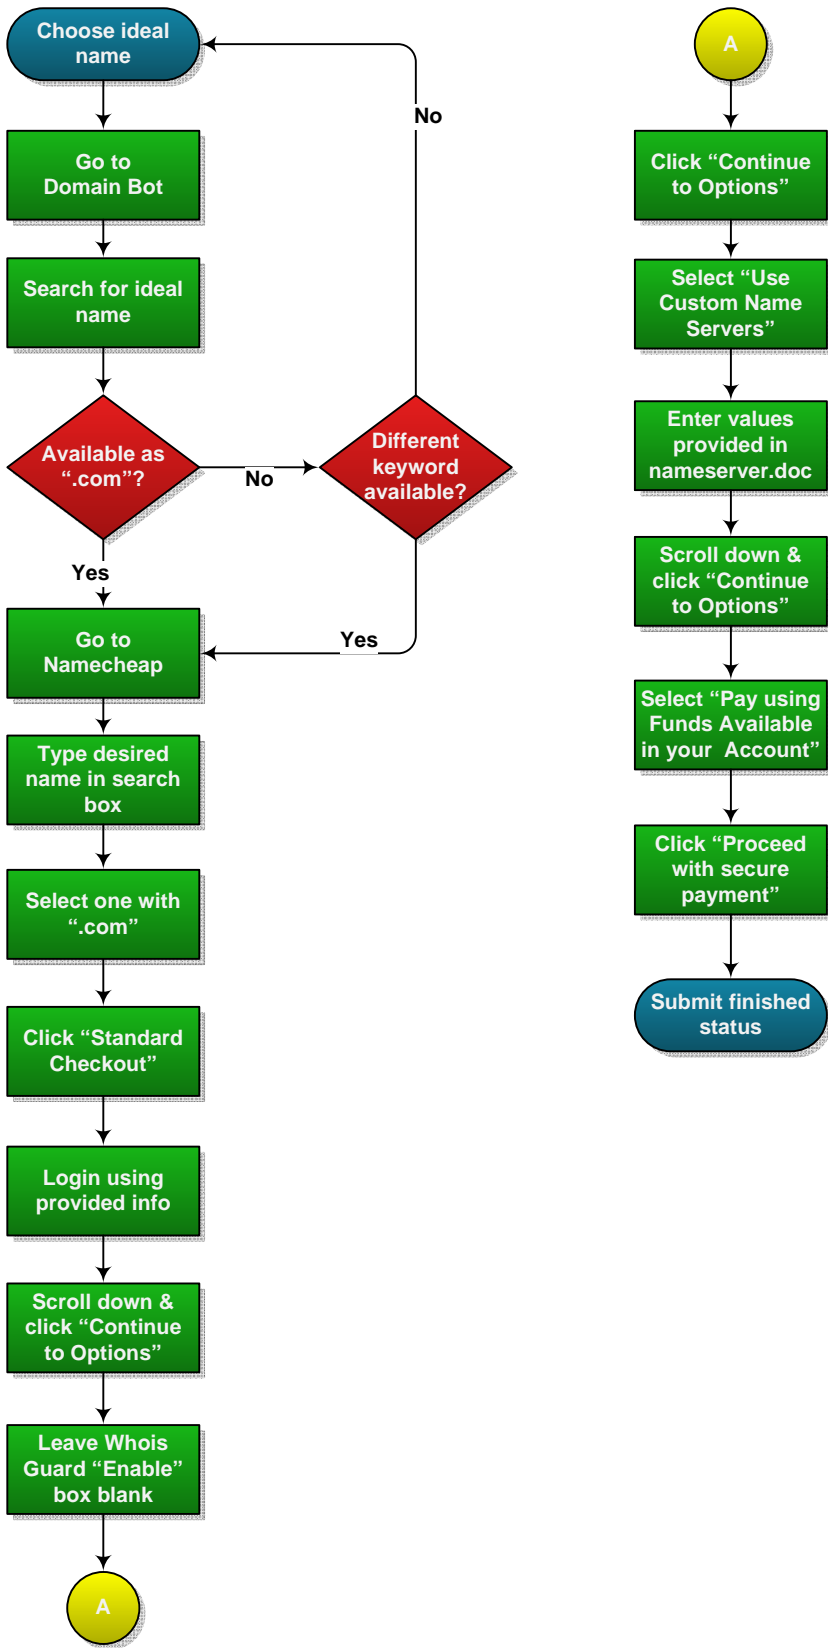 Choose ideal
name
No
Go to
Domain Bot
Search for ideal
name
Available as
“.com”?
No
Different
keyword
available?
Yes
Yes
Go to
Namecheap
Type desired
name in search
box
Select one with
“.com”
Click “Standard
Checkout”
Login using
provided info
Scroll down &
click “Continue
to Options”
Leave Whois
Guard “Enable”
box blank
A
A
Click “Continue
to Options”
Select “Use
Custom Name
Servers”
Enter values
provided in
nameserver.doc
Scroll down &
click “Continue
to Options”
Select “Pay using
Funds Available
in your  Account”
Click “Proceed
with secure
payment”
Submit finished
status